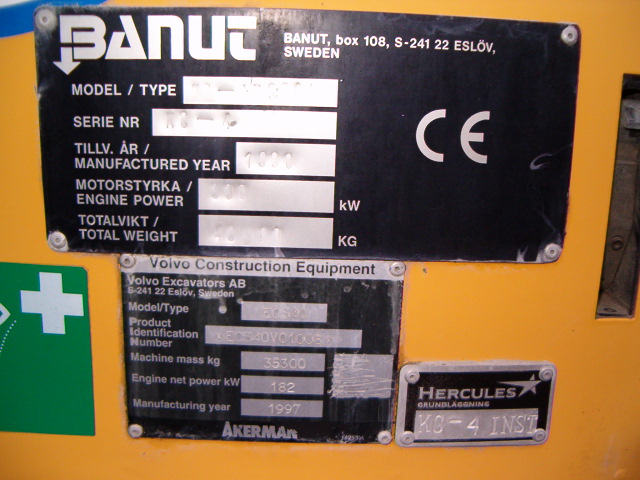 BANUT
BANUT, box 108, S-241 22 ESLÖV,
SWEDEN
MODEL / TYPE
SERIE NR KG-
TILLV. ÅR /
MANUFACTURED YEAR
MOTORSTYRKA /
ENGINE POWER kW
TOTALVIKT /
TOTAL WEIGHT KG
CE
Volvo Construction Equipment
Volvo Excavators AB
S-241 22 Eslöv, Sweden
Model/Type
Product
Identification
Number
Machine mass kg 35300
Engine net power kW 182
Manufacturing year 1997
ÅKERMAN
HERCULES
GRUNDLÄGGNING
KG-4 INST